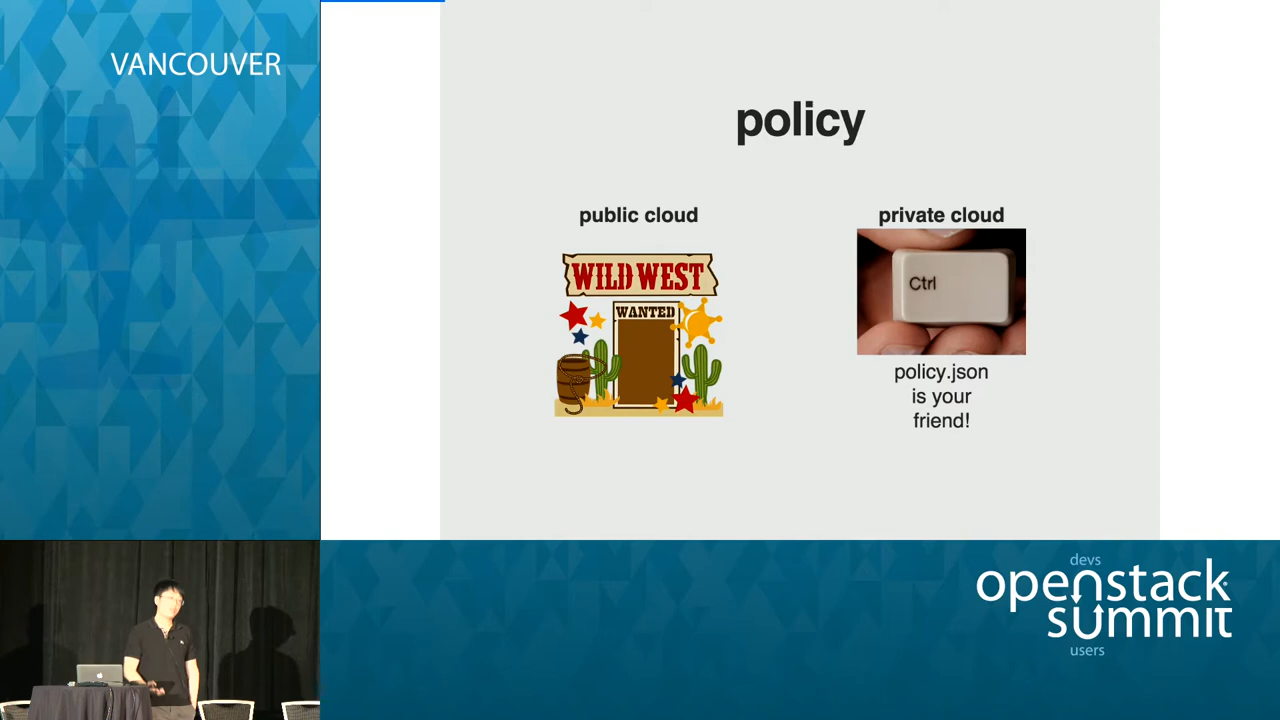 VANCOUVER
policy
public cloud
private cloud
WILD WEST
WANTED
Ctrl
policy.json
is your
friend!
devs
openstack
summit
users